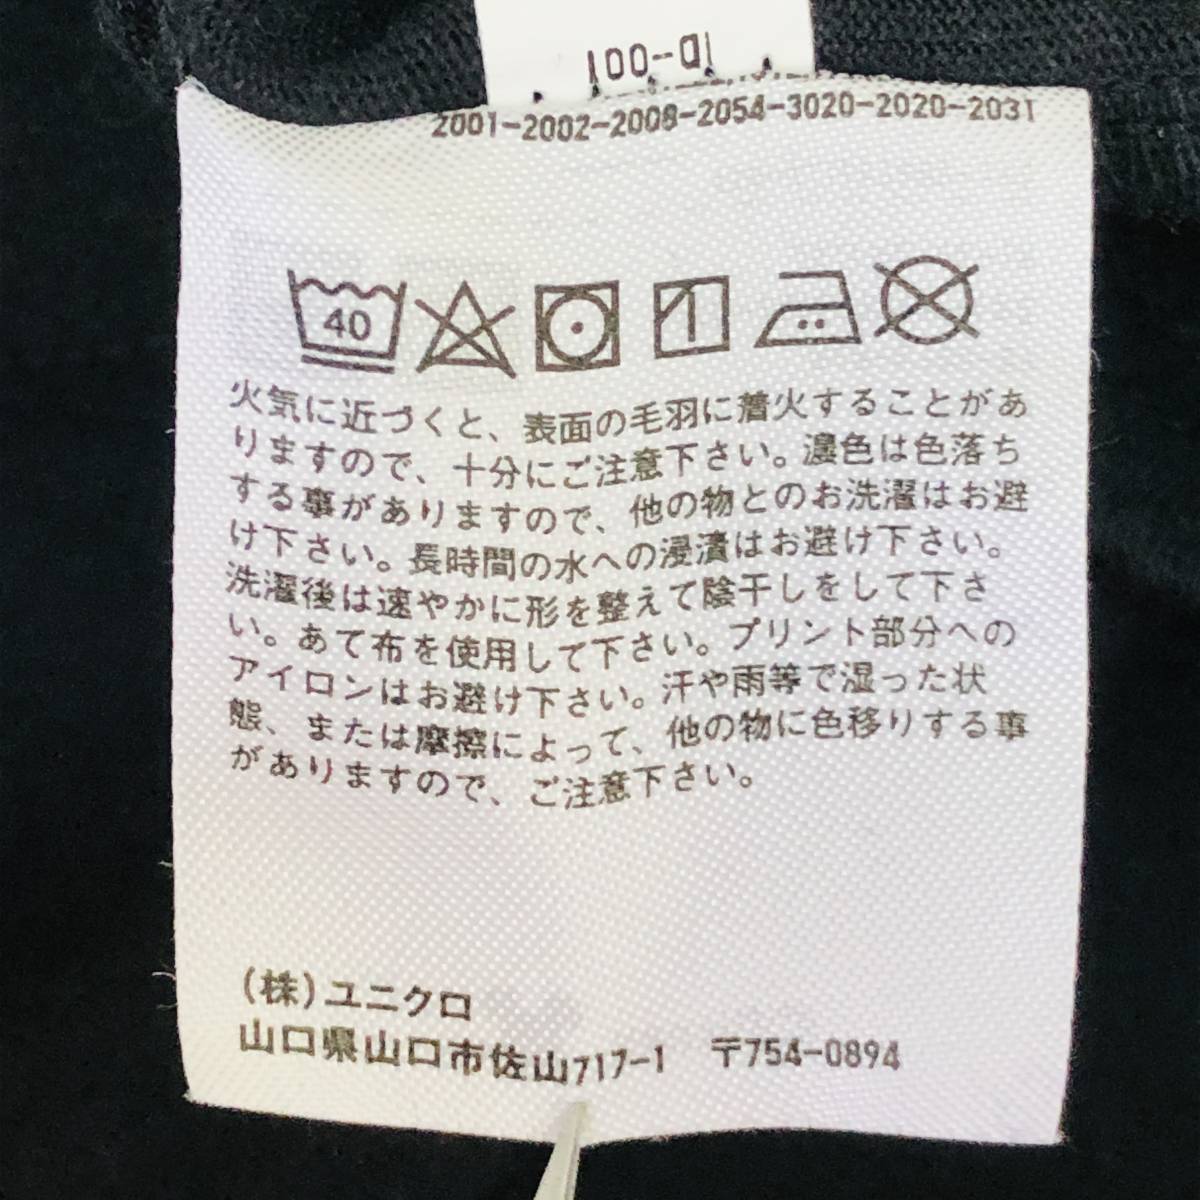 ID-001
2001-2002-2008-2054-3020-2020-2031
40
1
火気に近づくと、表面の毛羽に着火することがあ
りますので、十分にご注意下さい。濃色は色落ち
する事がありますので、他の物とのお洗濯はお避
け下さい。長時間の水への浸漬はお避け下さい。
洗濯後は速やかに形を整えて陰干しをして下さ
い。あて布を使用して下さい。プリント部分への
アイロンはお避け下さい。汗や雨等で湿った状
態、または摩擦によって、他の物に色移りする事
がありますので、ご注意下さい。
(株)ユニクロ
山口県山口市佐山717-1 〒754-0894